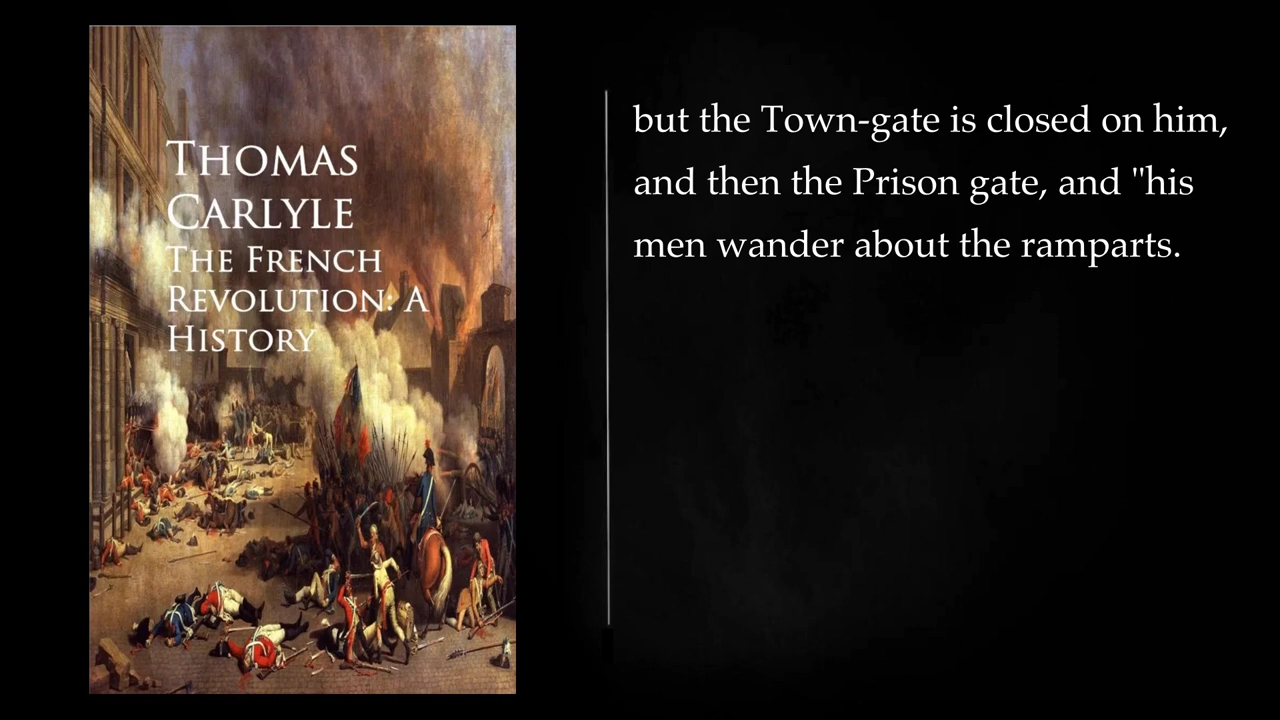 THOMAS
CARLYLE
THE FRENCH
REVOLUTION: A
HISTORY
but the Town-gate is closed on him,
and then the Prison gate, and "his
men wander about the ramparts.